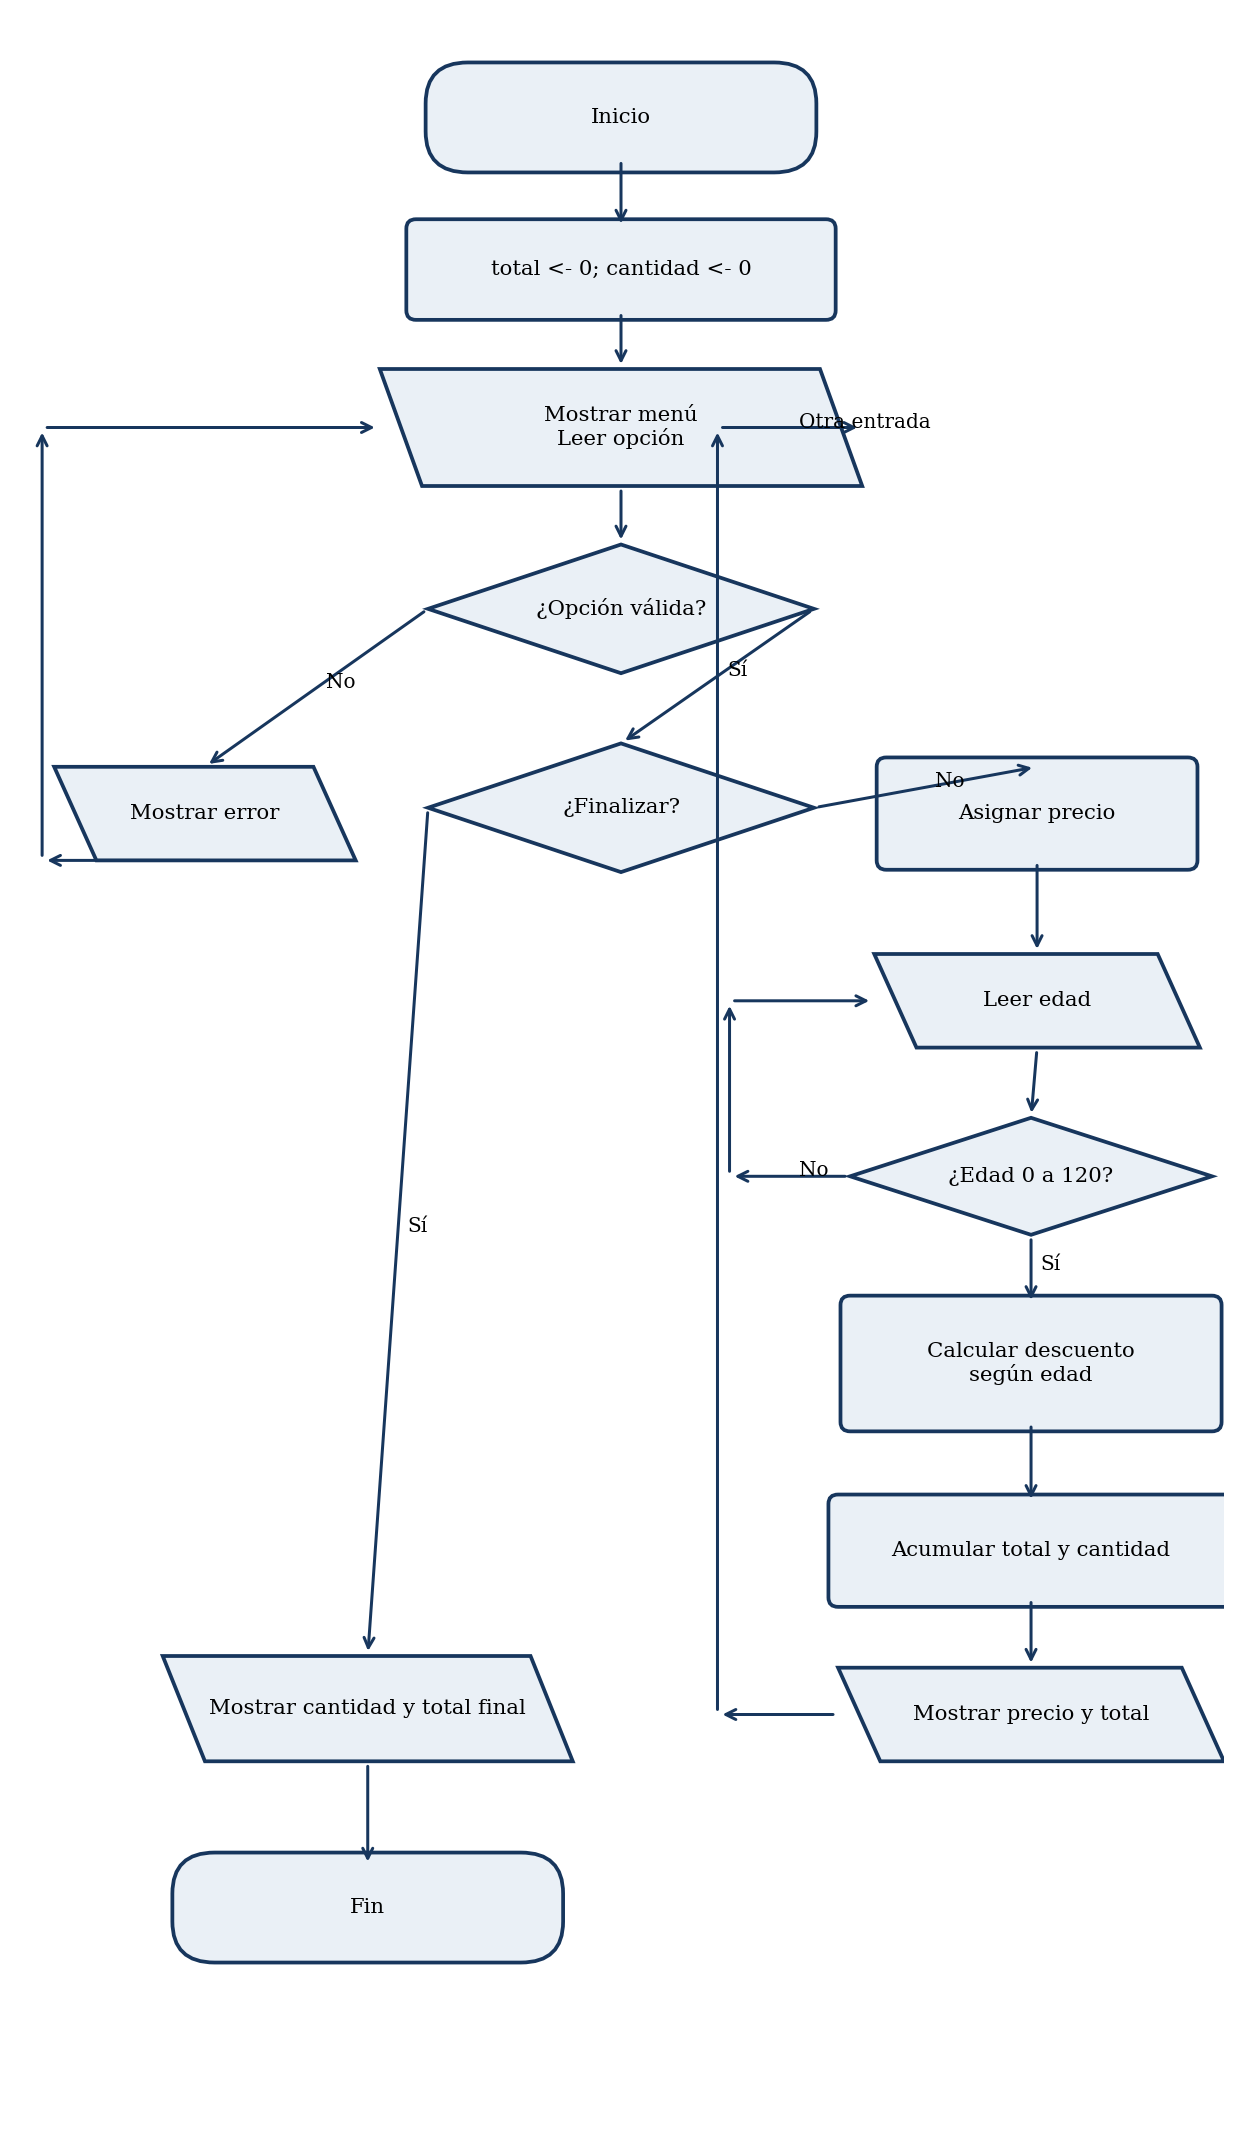 Inicio
total <- 0; cantidad <- 0
Mostrar menú
Leer opción
Otra entrada
¿Opción válida?
No
Sí
Mostrar error
¿Finalizar?
No
Asignar precio
Leer edad
No
¿Edad 0 a 120?
Sí
Sí
Calcular descuento
según edad
Acumular total y cantidad
Mostrar cantidad y total final
Mostrar precio y total
Fin